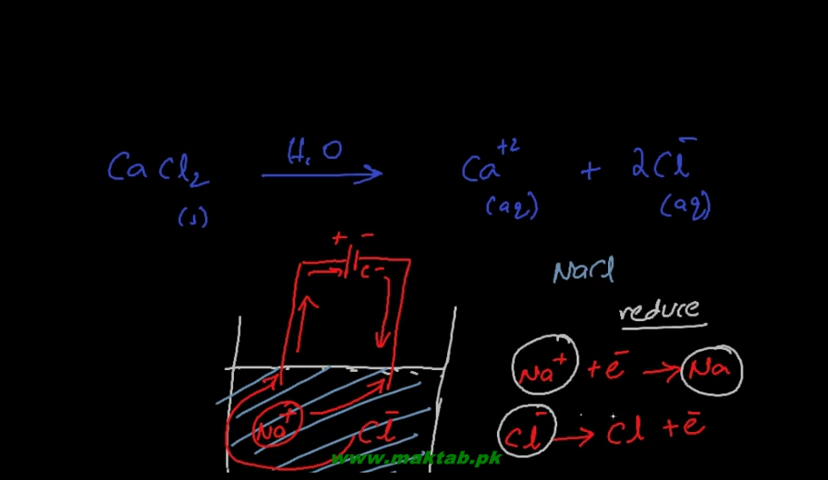 H2O
CaCl2 → Ca+2 + 2Cl-
(s) (aq) (aq)
+ -
e-
NaCl
reduce
Na+ + e- → Na
Na+ Cl- Cl- → Cl + e-
www.maktab.pk